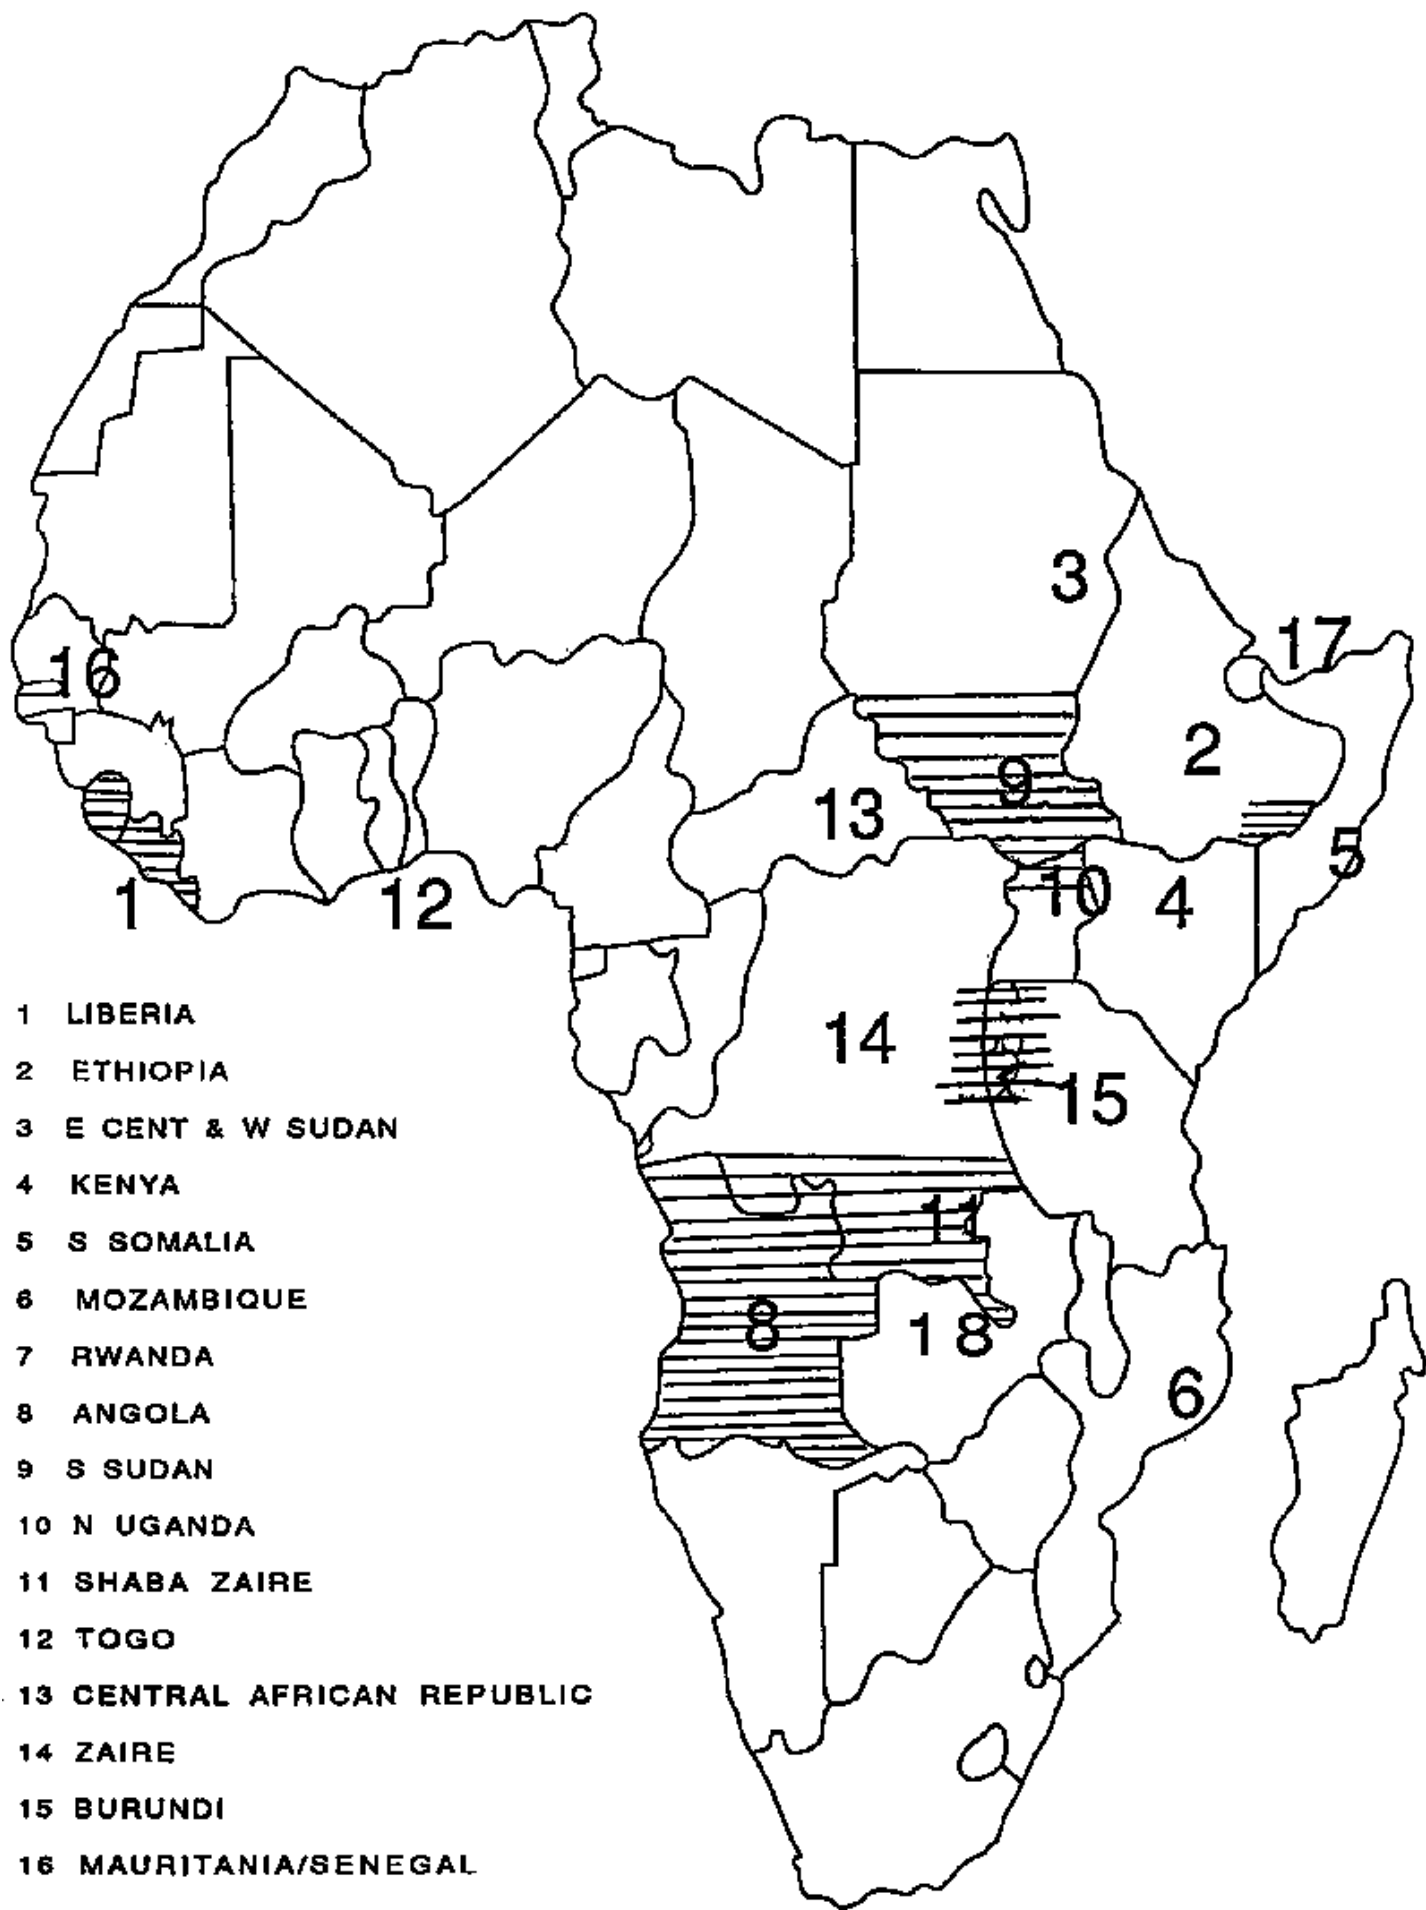 3
17
16
2
9
13
5
10
4
1
12
14
15
11
8
18
6
1 LIBERIA
2 ETHIOPIA
3 E CENT & W SUDAN
4 KENYA
5 S SOMALIA
6 MOZAMBIQUE
7 RWANDA
8 ANGOLA
9 S SUDAN
10 N UGANDA
11 SHABA ZAIRE
12 TOGO
13 CENTRAL AFRICAN REPUBLIC
14 ZAIRE
15 BURUNDI
16 MAURITANIA/SENEGAL